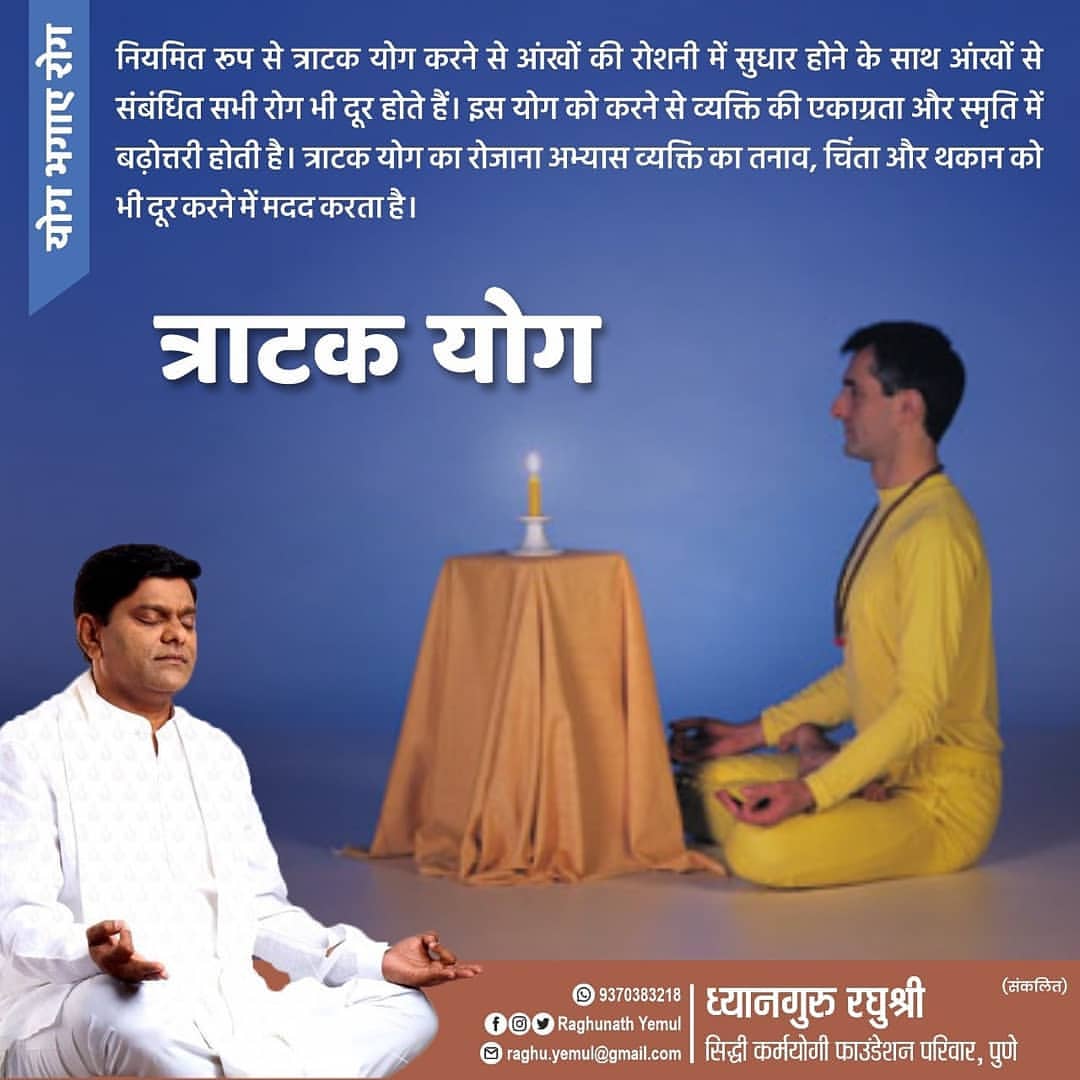 योग भगाए रोग
नियमित रूप से त्राटक योग करने से आंखों की रोशनी में सुधार होने के साथ आंखों से
संबंधित सभी रोग भी दूर होते हैं। इस योग को करने से व्यक्ति की एकाग्रता और स्मृति में
बढ़ोत्तरी होती है। त्राटक योग का रोजाना अभ्यास व्यक्ति का तनाव, चिंता और थकान को
भी दूर करने में मदद करता है।
त्राटक योग
9370383218
Raghunath Yemul
raghu.yemul@gmail.com
ध्यानगुरु रघुश्री
(संकलित)
सिद्धी कर्मयोगी फाउंडेशन परिवार, पुणे